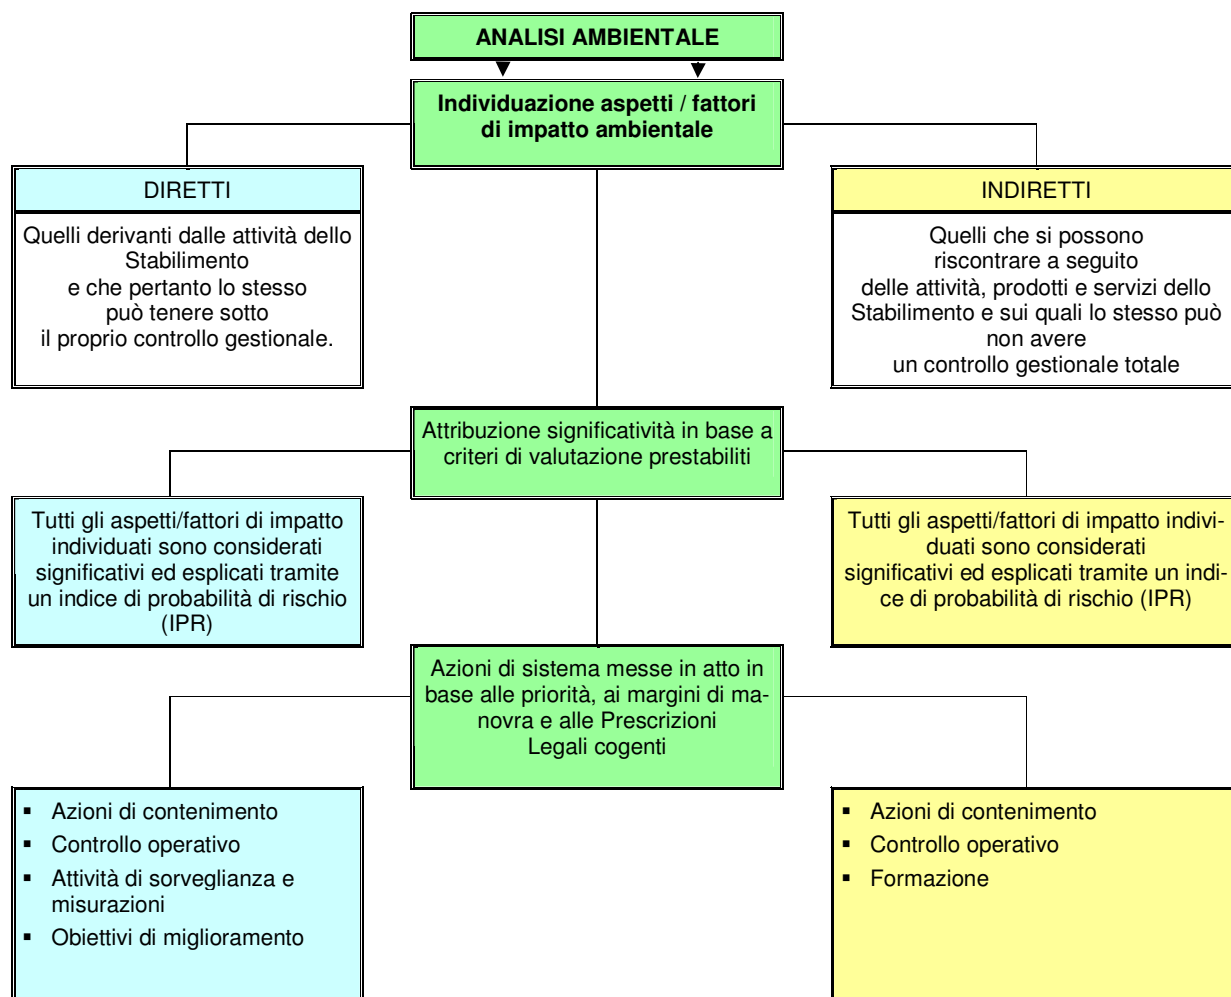 ANALISI AMBIENTALE
Individuazione aspetti / fattori
di impatto ambientale
DIRETTI
Quelli derivanti dalle attività dello
Stabilimento
e che pertanto lo stesso
può tenere sotto
il proprio controllo gestionale.
INDIRETTI
Quelli che si possono
riscontrare a seguito
delle attività, prodotti e servizi dello
Stabilimento e sui quali lo stesso può
non avere
un controllo gestionale totale
Attribuzione significatività in base a
criteri di valutazione prestabiliti
Tutti gli aspetti/fattori di impatto
individuati sono considerati
significativi ed esplicati tramite
un indice di probabilità di rischio
(IPR)
Tutti gli aspetti/fattori di impatto indivi-
duati sono considerati
significativi ed esplicati tramite un indi-
ce di probabilità di rischio (IPR)
Azioni di sistema messe in atto in
base alle priorità, ai margini di ma-
novra e alle Prescrizioni
Legali cogenti
▪ Azioni di contenimento
▪ Controllo operativo
▪ Attività di sorveglianza e
misurazioni
▪ Obiettivi di miglioramento
▪ Azioni di contenimento
▪ Controllo operativo
▪ Formazione